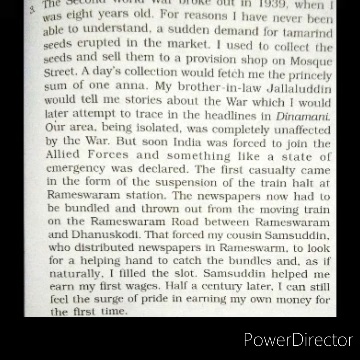 3. The Second World War broke out in 1939, when I
was eight years old. For reasons I have never been
able to understand, a sudden demand for tamarind
seeds erupted in the market. I used to collect the
seeds and sell them to a provision shop on Mosque
Street. A day's collection would fetch me the princely
sum of one anna. My brother-in-law Jallaluddin
would tell me stories about the War which I would
later attempt to trace in the headlines in Dinamani.
Our area, being isolated, was completely unaffected
by the War. But soon India was forced to join the
Allied Forces and something like a state of
emergency was declared. The first casualty came
in the form of the suspension of the train halt at
Rameswaram station. The newspapers now had to
be bundled and thrown out from the moving train
on the Rameswaram Road between Rameswaram
and Dhanuskodi. That forced my cousin Samsuddin,
who distributed newspapers in Rameswarm, to look
for a helping hand to catch the bundles and, as if
naturally, I filled the slot. Samsuddin helped me
earn my first wages. Half a century later, I can still
feel the surge of pride in earning my own money for
the first time.
PowerDirector